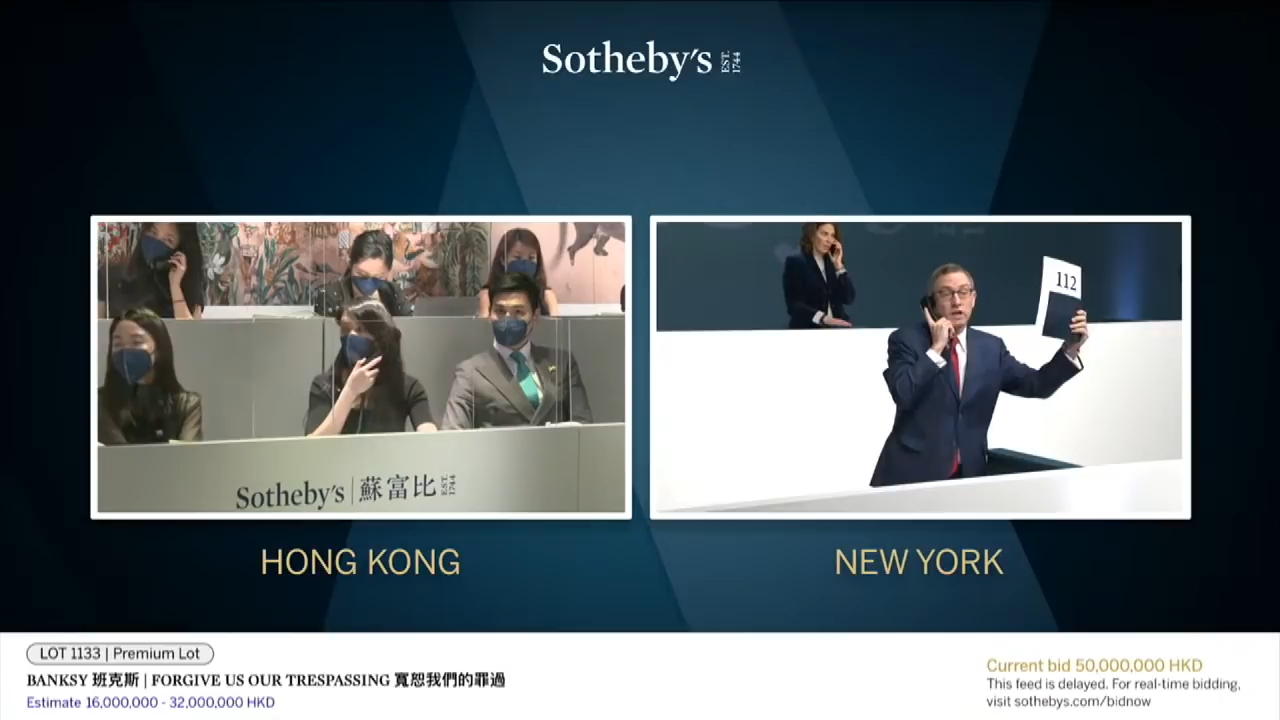 Sotheby's EST. 1744
112
Sotheby's | 蘇富比 EST. 1744
HONG KONG
NEW YORK
LOT 1133 | Premium Lot
BANKSY 班克斯 | FORGIVE US OUR TRESPASSING 寬恕我們的罪過
Estimate 16,000,000 - 32,000,000 HKD
Current bid 50,000,000 HKD
This feed is delayed. For real-time bidding,
visit sothebys.com/bidnow